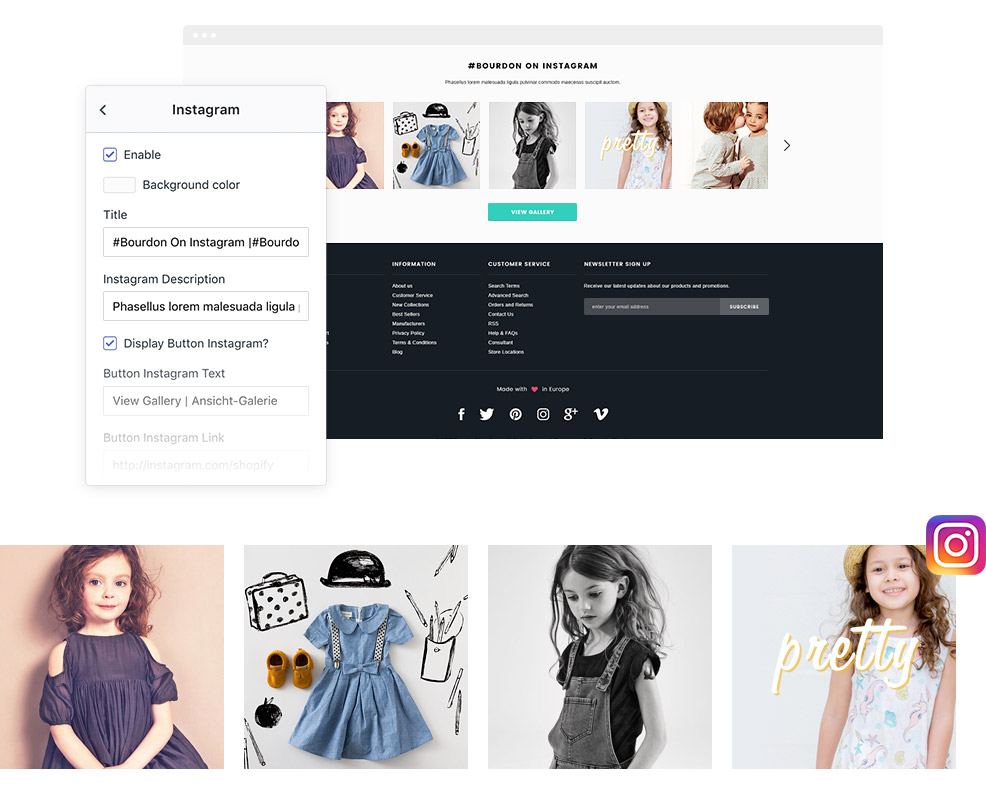 #BOURDON ON INSTAGRAM
Phasellus lorem malesuada ligula pulvinar commodo maecenas suscipit auctom.
pretty
VIEW GALLERY
Instagram
Enable
Background color
Title
#Bourdon On Instagram |#Bourdo
Instagram Description
Phasellus lorem malesuada ligula
Display Button Instagram?
Button Instagram Text
View Gallery | Ansicht-Galerie
Button Instagram Link
http://instagram.com/shopify
INFORMATION
About us
Customer Service
New Collections
Best Sellers
Manufacturers
Privacy Policy
Terms & Conditions
Blog
CUSTOMER SERVICE
Search Terms
Advanced Search
Orders and Returns
Contact Us
RSS
Help & FAQs
Consultant
Store Locations
NEWSLETTER SIGN UP
Receive our latest updates about our products and promotions.
enter your email address
SUBSCRIBE
Made with in Europe
pretty